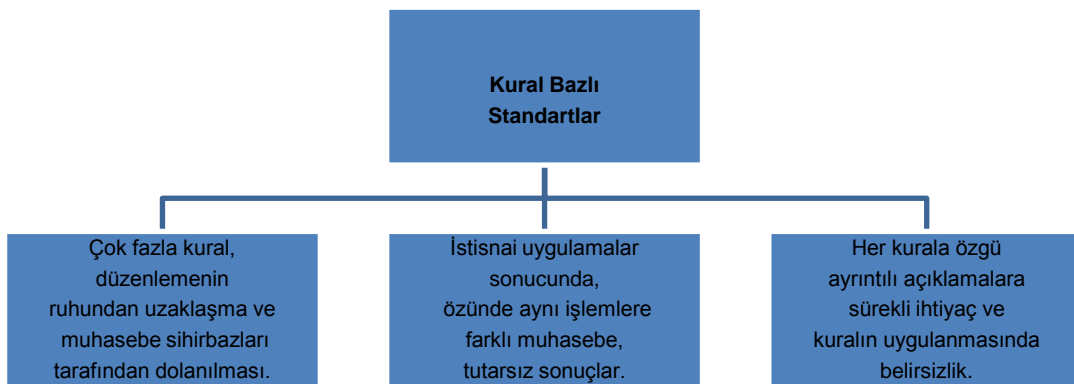 Kural Bazlı
Standartlar
Çok fazla kural,
düzenlemenin
ruhundan uzaklaşma ve
muhasebe sihirbazları
tarafından dolanılması.
İstisnai uygulamalar
sonucunda,
özünde aynı işlemlere
farklı muhasebe,
tutarsız sonuçlar.
Her kurala özgü
ayrıntılı açıklamalara
sürekli ihtiyaç ve
kuralın uygulanmasında
belirsizlik.